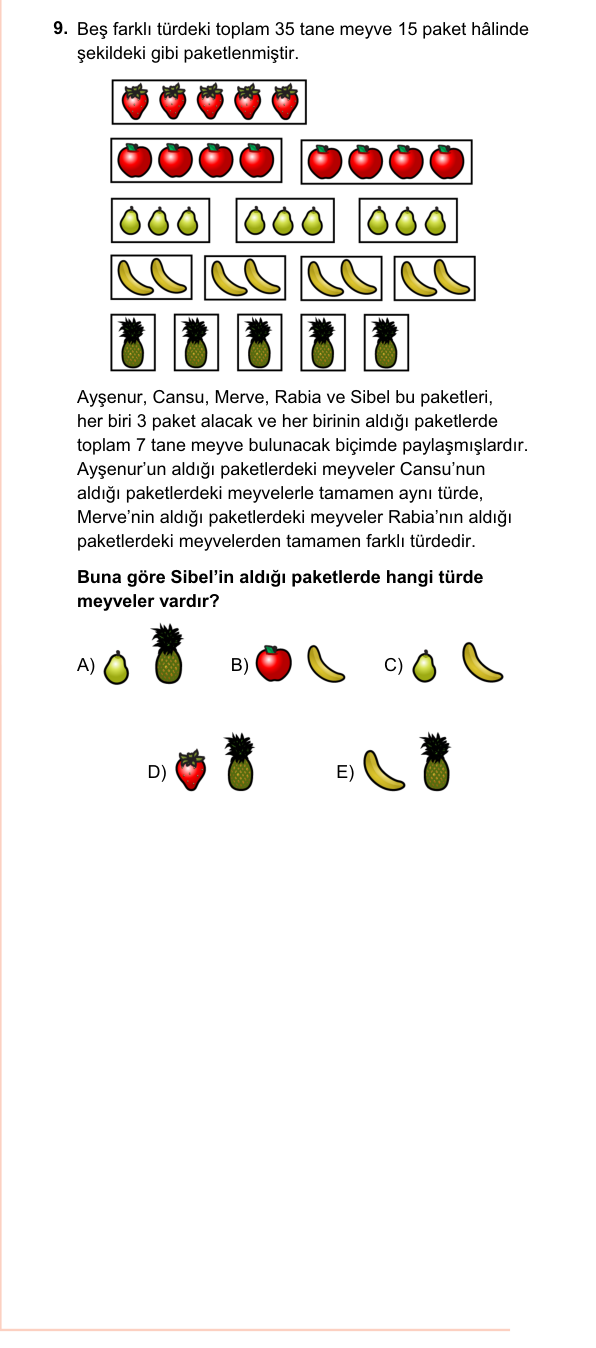 9. Beş farklı türdeki toplam 35 tane meyve 15 paket hâlinde
şekildeki gibi paketlenmiştir.
Ayşenur, Cansu, Merve, Rabia ve Sibel bu paketleri,
her biri 3 paket alacak ve her birinin aldığı paketlerde
toplam 7 tane meyve bulunacak biçimde paylaşmışlardır.
Ayşenur’un aldığı paketlerdeki meyveler Cansu’nun
aldığı paketlerdeki meyvelerle tamamen aynı türde,
Merve’nin aldığı paketlerdeki meyveler Rabia’nın aldığı
paketlerdeki meyvelerden tamamen farklı türdedir.
Buna göre Sibel’in aldığı paketlerde hangi türde
meyveler vardır?
A) B) C)
D) E)